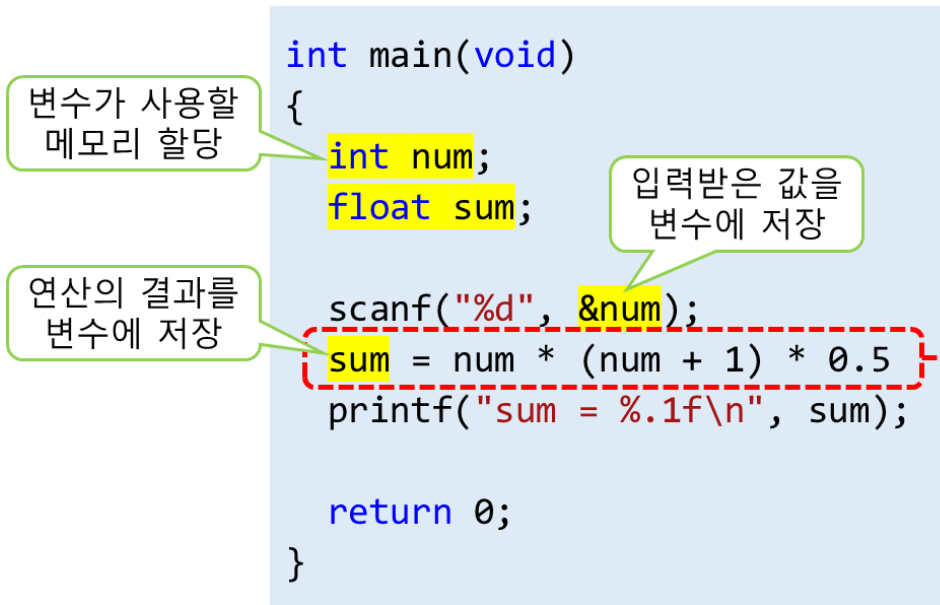 int main(void)
변수가 사용할
메모리 할당
{
int num;
float sum;
입력받은 값을
변수에 저장
연산의 결과를
변수에 저장
scanf("%d", &num);
sum = num * (num + 1) * 0.5
printf("sum = %.1f\n", sum);
return 0;
}